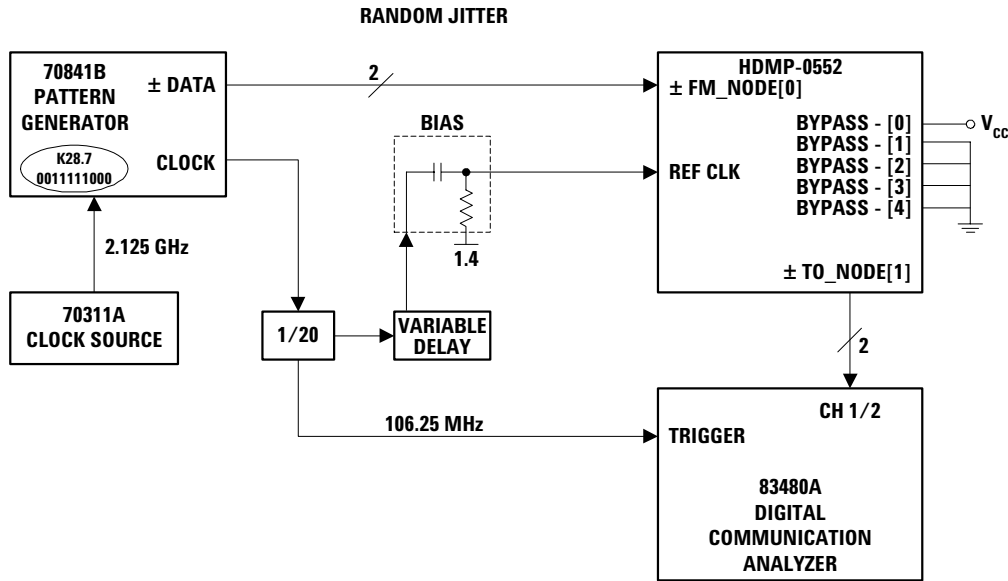 RANDOM JITTER
70841B
PATTERN
GENERATOR
± DATA
CLOCK
K28.7
0011111000
2.125 GHz
70311A
CLOCK SOURCE
2
BIAS
1.4
1/20
VARIABLE
DELAY
106.25 MHz
HDMP-0552
± FM_NODE[0]
REF CLK
BYPASS - [0]
BYPASS - [1]
BYPASS - [2]
BYPASS - [3]
BYPASS - [4]
VCC
± TO_NODE[1]
2
CH 1/2
TRIGGER
83480A
DIGITAL
COMMUNICATION
ANALYZER